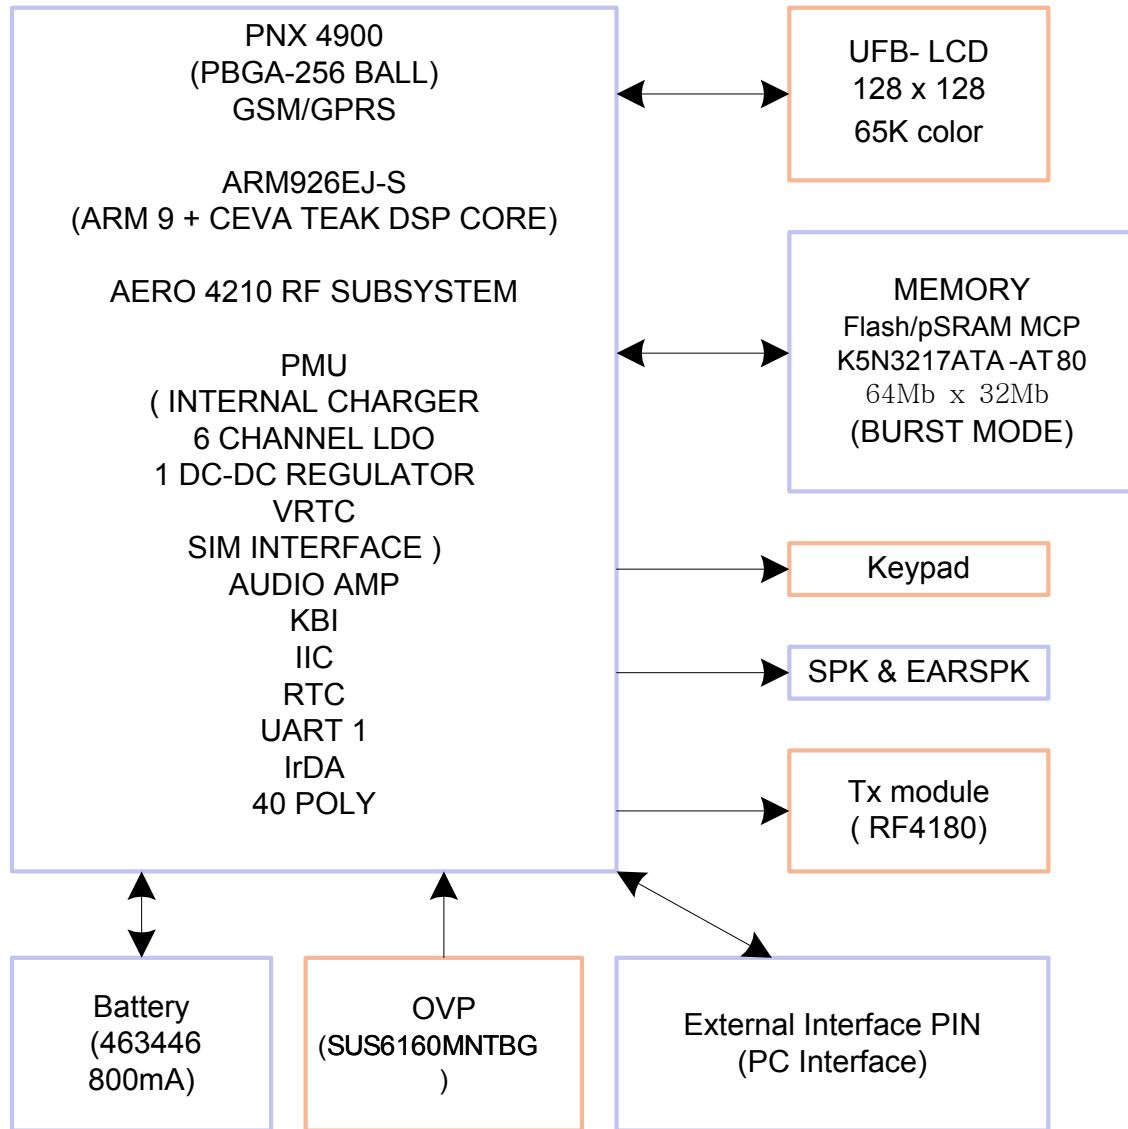 PNX 4900
(PBGA-256 BALL)
GSM/GPRS
ARM926EJ-S
(ARM 9 + CEVA TEAK DSP CORE)
AERO 4210 RF SUBSYSTEM
PMU
( INTERNAL CHARGER
6 CHANNEL LDO
1 DC-DC REGULATOR
VRTC
SIM INTERFACE )
AUDIO AMP
KBI
IIC
RTC
UART 1
IrDA
40 POLY
UFB- LCD
128 x 128
65K color
MEMORY
Flash/pSRAM MCP
K5N3217ATA-AT80
64Mb x 32Mb
(BURST MODE)
Keypad
SPK & EARSPK
Tx module
( RF4180)
Battery
(463446
800mA)
OVP
(SUS6160MNTBG
)
External Interface PIN
(PC Interface)